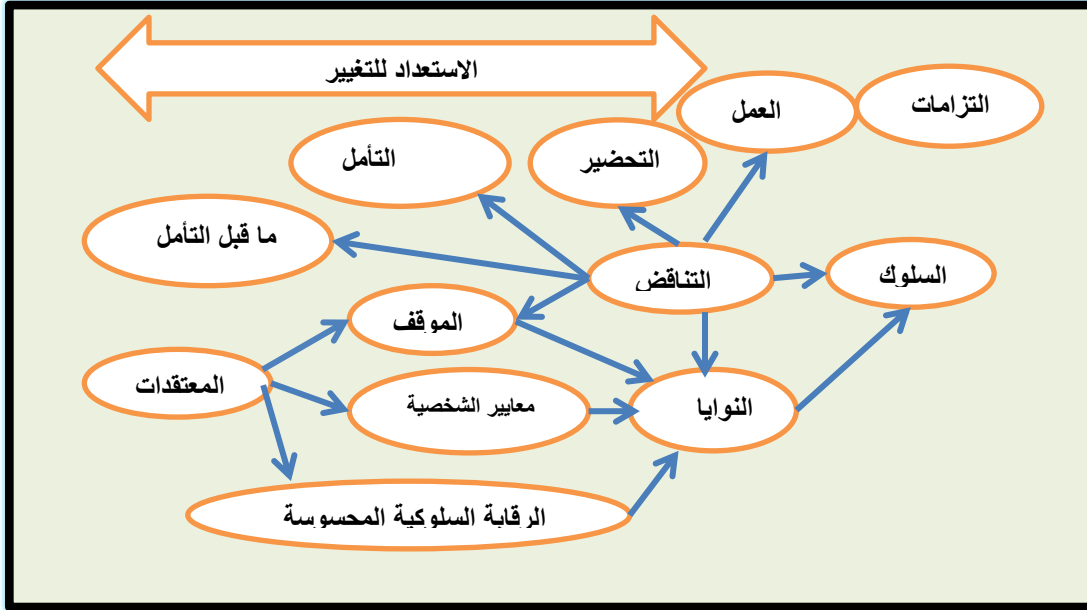 الاستعداد للتغيير
التزامات
العمل
التحضير
التأمل
ما قبل التأمل
التناقض
السلوك
الموقف
المعتقدات
معايير الشخصية
النوايا
الرقابة السلوكية المحسوسة